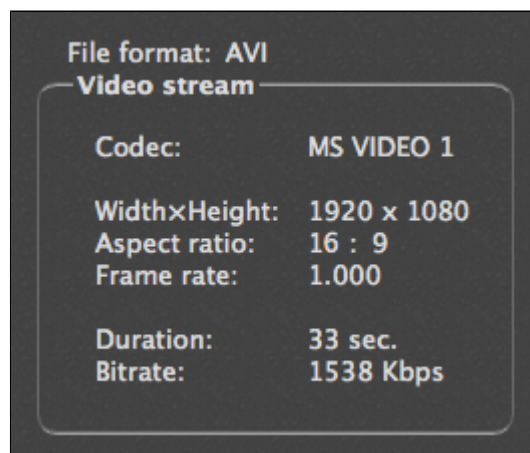 File format: AVI
Video stream
Codec: MS VIDEO 1
Width×Height: 1920 x 1080
Aspect ratio: 16 : 9
Frame rate: 1.000
Duration: 33 sec.
Bitrate: 1538 Kbps